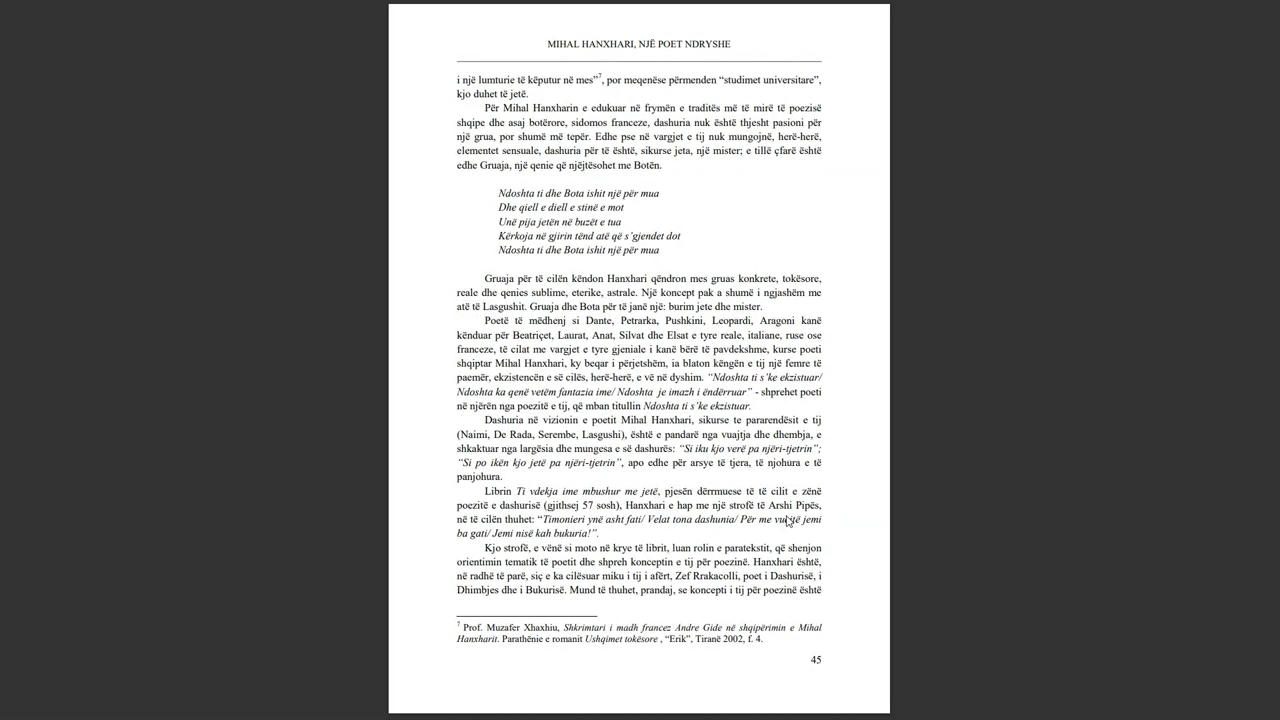 MIHAL HANXHARI, NJË POET NDRYSHE
i një lumturie të këputur në mes”7, por meqenëse përmenden “studimet universitare”,
kjo duhet të jetë.
Për Mihal Hanxharin e edukuar në frymën e traditës më të mirë të poezisë
shqipe dhe asaj botërore, sidomos franceze, dashuria nuk është thjesht pasioni për
një grua, por shumë më tepër. Edhe pse në vargjet e tij nuk mungojnë, herë-herë,
elementet sensuale, dashuria për të është, sikurse jeta, një mister; e tillë çfarë është
edhe Gruaja, një qenie që njëjtësohet me Botën.
Ndoshta ti dhe Bota ishit një për mua
Dhe qiell e diell e stinë e mot
Unë pija jetën në buzët e tua
Kërkoja në gjirin tënd atë që s’gjendet dot
Ndoshta ti dhe Bota ishit një për mua
Gruaja për të cilën këndon Hanxhari qëndron mes gruas konkrete, tokësore,
reale dhe qenies sublime, eterike, astrale. Një koncept pak a shumë i ngjashëm me
atë të Lasgushit. Gruaja dhe Bota për të janë një: burim jete dhe mister.
Poetë të mëdhenj si Dante, Petrarka, Pushkini, Leopardi, Aragoni kanë
kënduar për Beatriçet, Laurat, Anat, Silvat dhe Elsat e tyre reale, italiane, ruse ose
franceze, të cilat me vargjet e tyre gjeniale i kanë bërë të pavdekshme, kurse poeti
shqiptar Mihal Hanxhari, ky beqar i përjetshëm, ia blaton këngën e tij një femre të
paemër, ekzistencën e së cilës, herë-herë, e vë në dyshim. “Ndoshta ti s’ke ekzistuar/
Ndoshta ka qenë vetëm fantazia ime/ Ndoshta je imazh i ëndërruar” - shprehet poeti
në njërën nga poezitë e tij, që mban titullin Ndoshta ti s’ke ekzistuar.
Dashuria në vizionin e poetit Mihal Hanxhari, sikurse te pararendësit e tij
(Naimi, De Rada, Serembe, Lasgushi), është e pandarë nga vuajtja dhe dhembja, e
shkaktuar nga largësia dhe mungesa e së dashurës: “Si iku kjo verë pa njëri-tjetrin”;
“Si po ikën kjo jetë pa njëri-tjetrin”, apo edhe për arsye të tjera, të njohura e të
panjohura.
Librin Ti vdekja ime mbushur me jetë, pjesën dërrmuese të të cilit e zënë
poezitë e dashurisë (gjithsej 57 sosh), Hanxhari e hap me një strofë të Arshi Pipës,
në të cilën thuhet: “Timonieri ynë asht fati/ Velat tona dashunia/ Për me vujtë jemi
ba gati/ Jemi nisë kah bukuria!”.
Kjo strofë, e vënë si moto në krye të librit, luan rolin e paratekstit, që shenjon
orientimin tematik të poetit dhe shpreh konceptin e tij për poezinë. Hanxhari është,
në radhë të parë, siç e ka cilësuar miku i tij i afërt, Zef Rrakacolli, poet i Dashurisë, i
Dhimbjes dhe i Bukurisë. Mund të thuhet, prandaj, se koncepti i tij për poezinë është
7 Prof. Muzafer Xhaxhiu, Shkrimtari i madh francez Andre Gide në shqipërimin e Mihal
Hanxharit. Parathënie e romanit Ushqimet tokësore , “Erik”, Tiranë 2002, f. 4.
45